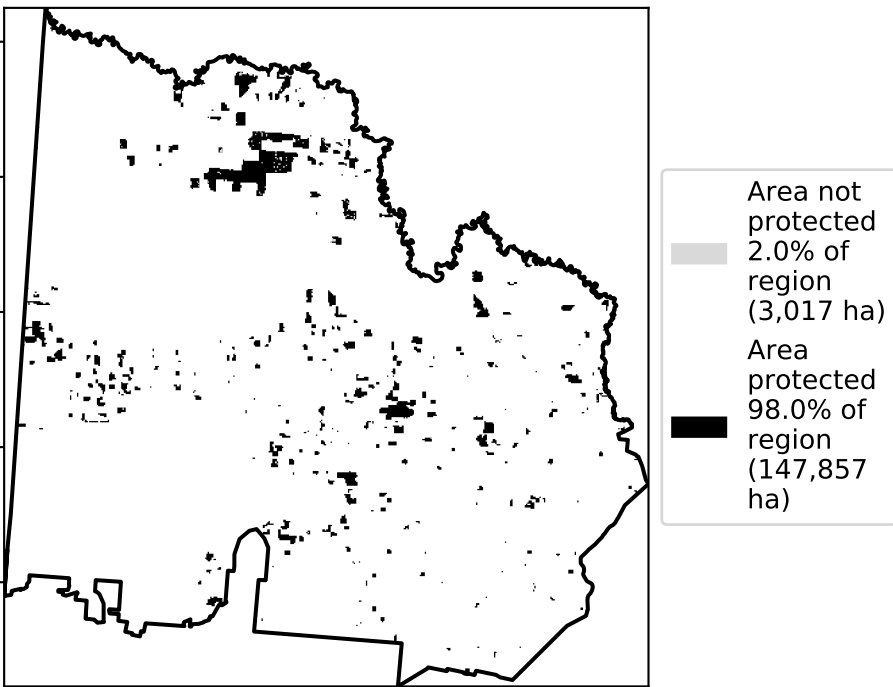 Area not
protected
2.0% of
region
(3,017 ha)
Area
protected
98.0% of
region
(147,857
ha)